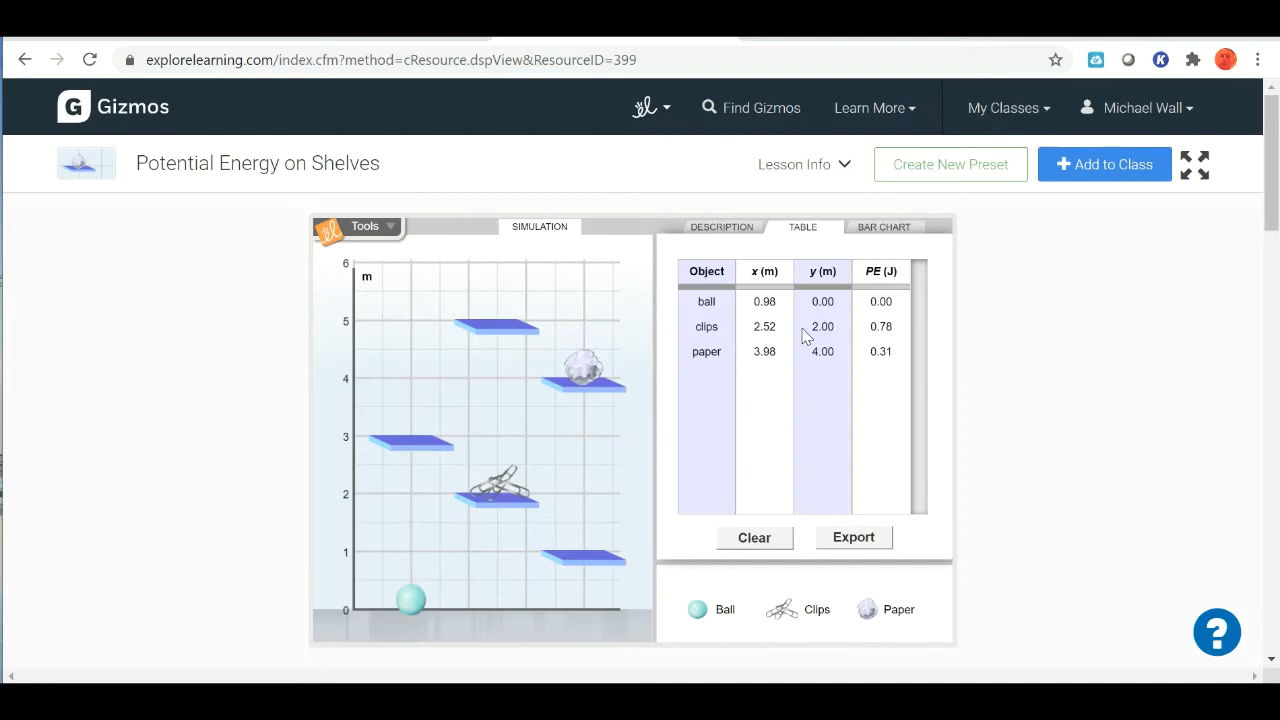 explorelearning.com/index.cfm?method=cResource.dspView&ResourceID=399
K
G Gizmos
Find Gizmos
Learn More
My Classes
Michael Wall
Potential Energy on Shelves
Lesson Info
Create New Preset
+ Add to Class
Tools
SIMULATION
DESCRIPTION
TABLE
BAR CHART
6
m
5
4
3
2
1
0
Object x (m) y (m) PE (J)
ball 0.98 0.00 0.00
clips 2.52 2.00 0.78
paper 3.98 4.00 0.31
Clear
Export
Ball
Clips
Paper
?